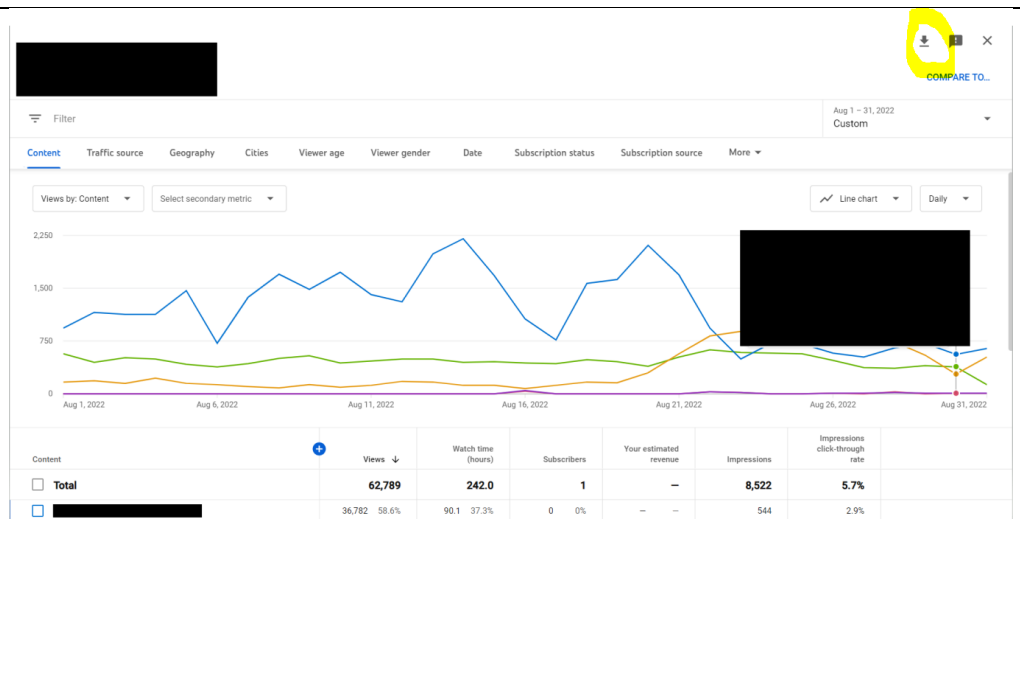 COMPARE TO...
Filter
Aug 1 – 31, 2022
Custom
Content Traffic source Geography Cities Viewer age Viewer gender Date Subscription status Subscription source More
Views by: Content Select secondary metric Line chart Daily
2,250
1,500
750
0
Aug 1, 2022 Aug 6, 2022 Aug 11, 2022 Aug 16, 2022 Aug 21, 2022 Aug 26, 2022 Aug 31, 2022
Content Views Watch time (hours) Subscribers Your estimated revenue Impressions Impressions click-through rate
Total 62,789 242.0 1 – 8,522 5.7%
36,782 58.6% 90.1 37.3% 0 0% – – 544 2.9%